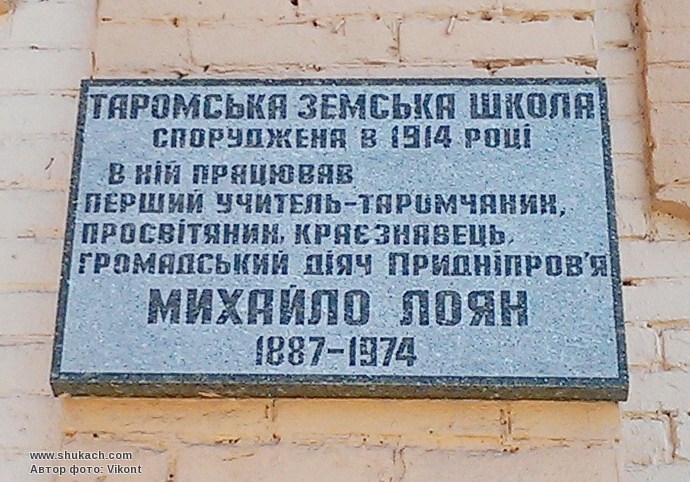 ТАРОМСЬКА ЗЕМСЬКА ШКОЛА
СПОРУДЖЕНА В 1914 РОЦІ
В НІЙ ПРАЦЮВАВ
ПЕРШИЙ УЧИТЕЛЬ-ТАРОМЧАНИН,
ПРОСВІТЯНИН, КРАЄЗНАВЕЦЬ,
ГРОМАДСЬКИЙ ДІЯЧ ПРИДНІПРОВ'Я
МИХАЙЛО ЛОЯН
1887-1974
www.shukach.com
Автор фото: Vikont